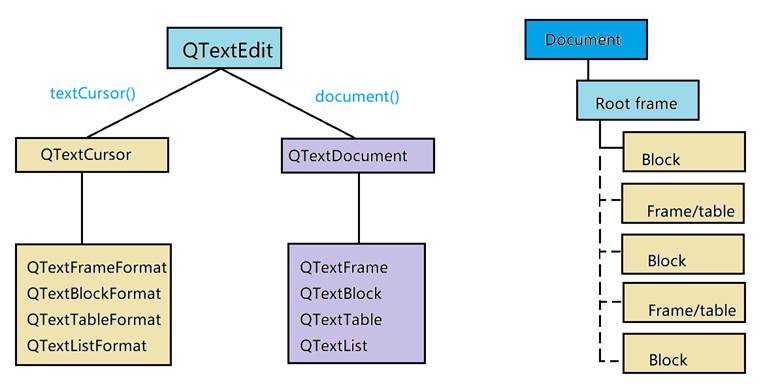 QTextEdit
textCursor()
document()
QTextCursor
QTextDocument
QTextFrameFormat
QTextBlockFormat
QTextTableFormat
QTextListFormat
QTextFrame
QTextBlock
QTextTable
QTextList
Document
Root frame
Block
Frame/table
Block
Frame/table
Block